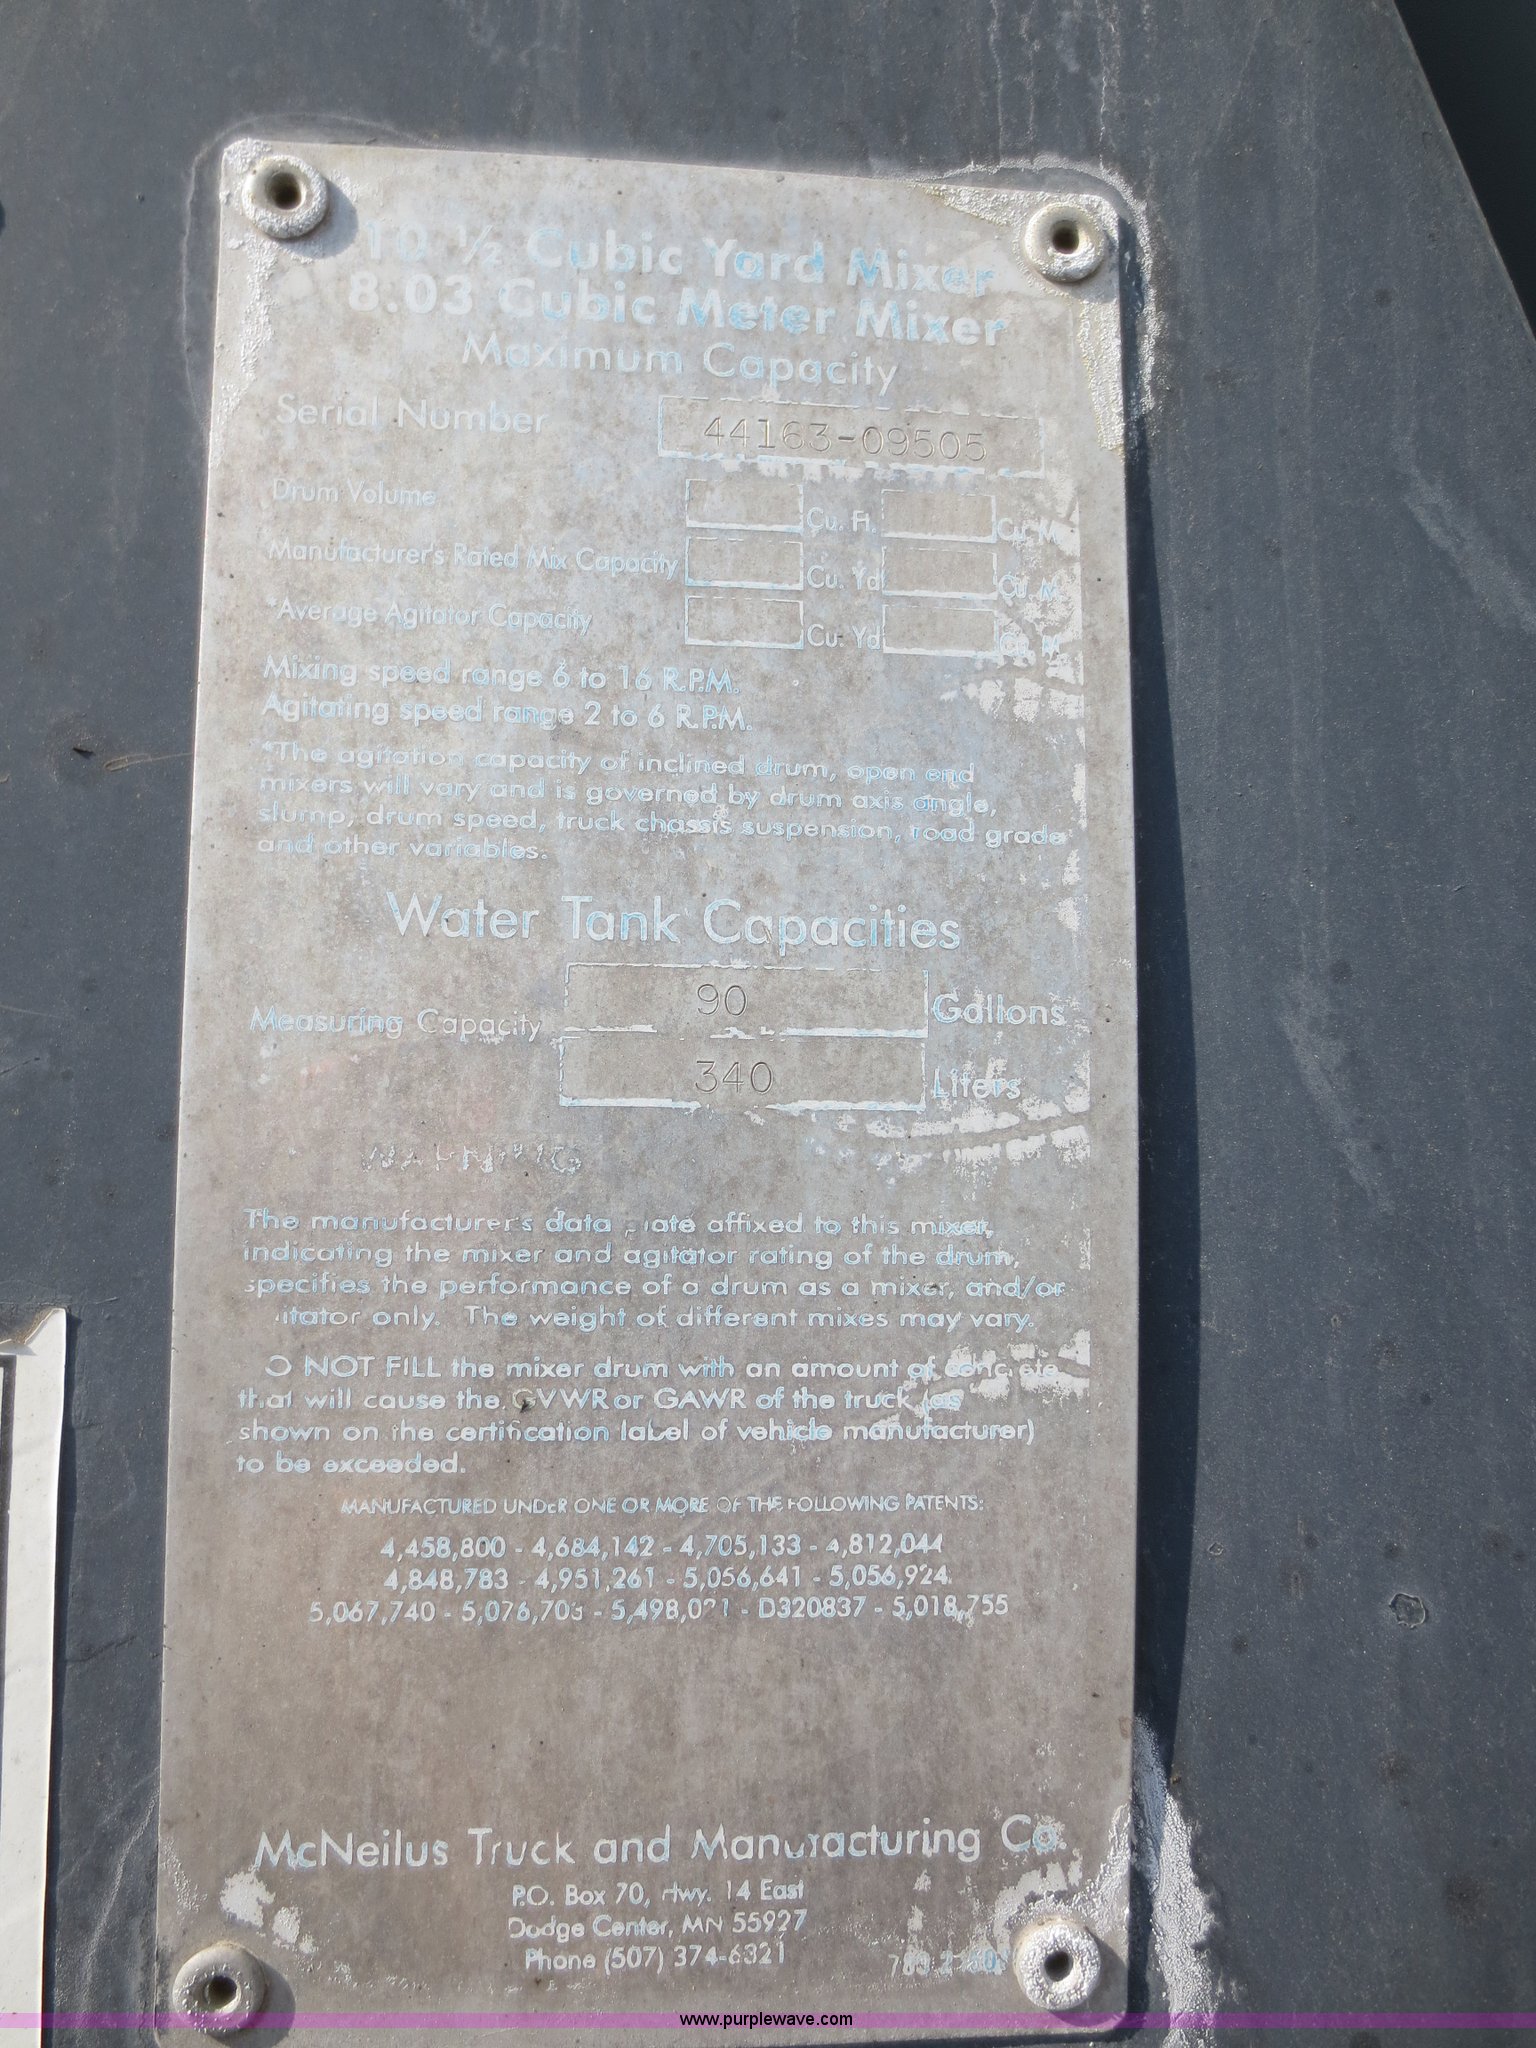 10 ½ Cubic Yard Mixer
8.03 Cubic Meter Mixer
Maximum Capacity
Serial Number 44163-09505
Drum Volume Cu. Ft. Cu. M.
Manufacturer's Rated Mix Capacity Cu. Yd. Cu. M.
*Average Agitator Capacity Cu. Yd. Cu. M.
Mixing speed range 6 to 16 R.P.M.
Agitating speed range 2 to 6 R.P.M.
*The agitation capacity of inclined drum, open end
mixers will vary and is governed by drum axis angle,
slump, drum speed, truck chassis suspension, road grade
and other variables.
Water Tank Capacities
Measuring Capacity 90 Gallons
340 Liters
WARNING
The manufacturer's data plate affixed to this mixer,
indicating the mixer and agitator rating of the drum,
specifies the performance of a drum as a mixer, and/or
itator only. The weight of different mixes may vary.
O NOT FILL the mixer drum with an amount of concrete
that will cause the GVWR or GAWR of the truck (as
shown on the certification label of vehicle manufacturer)
to be exceeded.
MANUFACTURED UNDER ONE OR MORE OF THE FOLLOWING PATENTS:
4,458,800 - 4,684,142 - 4,705,133 - 4,812,044
4,848,783 - 4,951,261 - 5,056,641 - 5,056,924
5,067,740 - 5,076,703 - - D320837 - 5,018,755
McNeilus Truck and Manufacturing Co.
P.O. Box 70, Hwy. 14 East
Dodge Center, MN 55927
Phone (507) 374-6321
www.purplewave.com